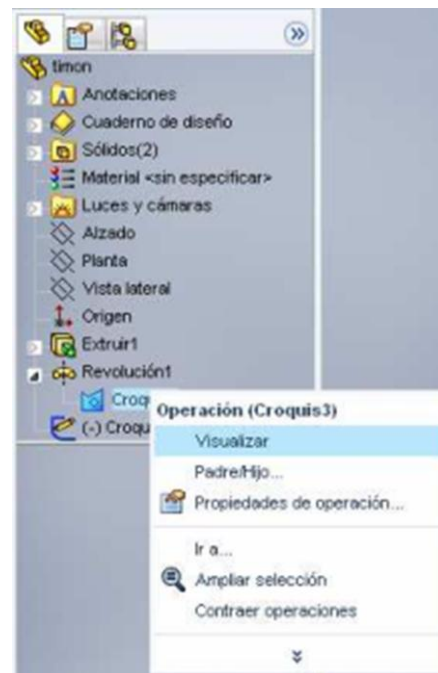 timon
Anotaciones
Cuaderno de diseño
Sólidos(2)
Material <sin especificar>
Luces y cámaras
Alzado
Planta
Vista lateral
Origen
Extruir1
Revolución1
Croqu
(-) Croqu
Operación (Croquis3)
Visualizar
Padre/Hijo...
Propiedades de operación...
Ir a...
Ampliar selección
Contraer operaciones